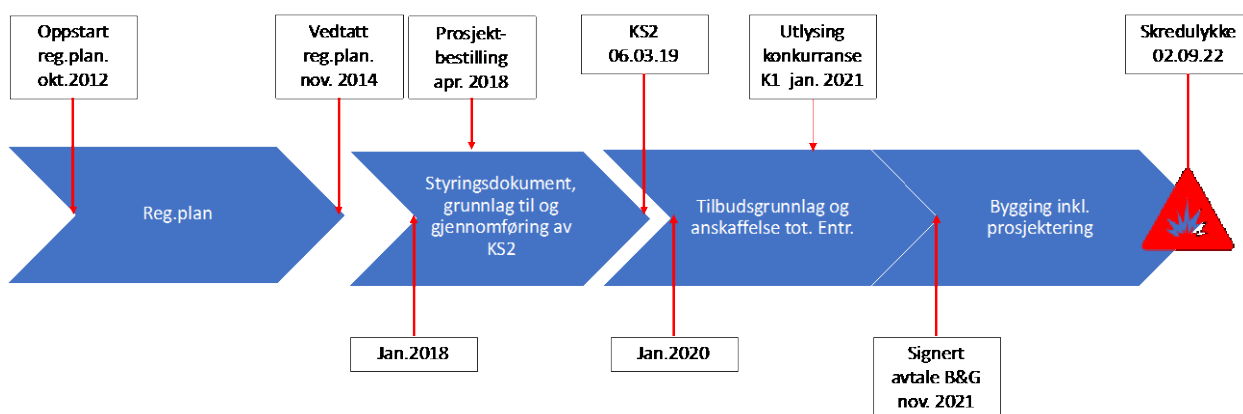 Oppstart
reg.plan.
okt.2012
Vedtatt
reg.plan.
nov. 2014
Prosjekt-
bestilling
apr. 2018
KS2
06.03.19
Utlysing
konkurranse
K1 jan. 2021
Skredulykke
02.09.22
Reg.plan
Styringsdokument,
grunnlag til og
gjennomføring av
KS2
Tilbudsgrunnlag og
anskaffelse tot. Entr.
Bygging inkl.
prosjektering
Jan.2018
Jan.2020
Signert
avtale B&G
nov. 2021